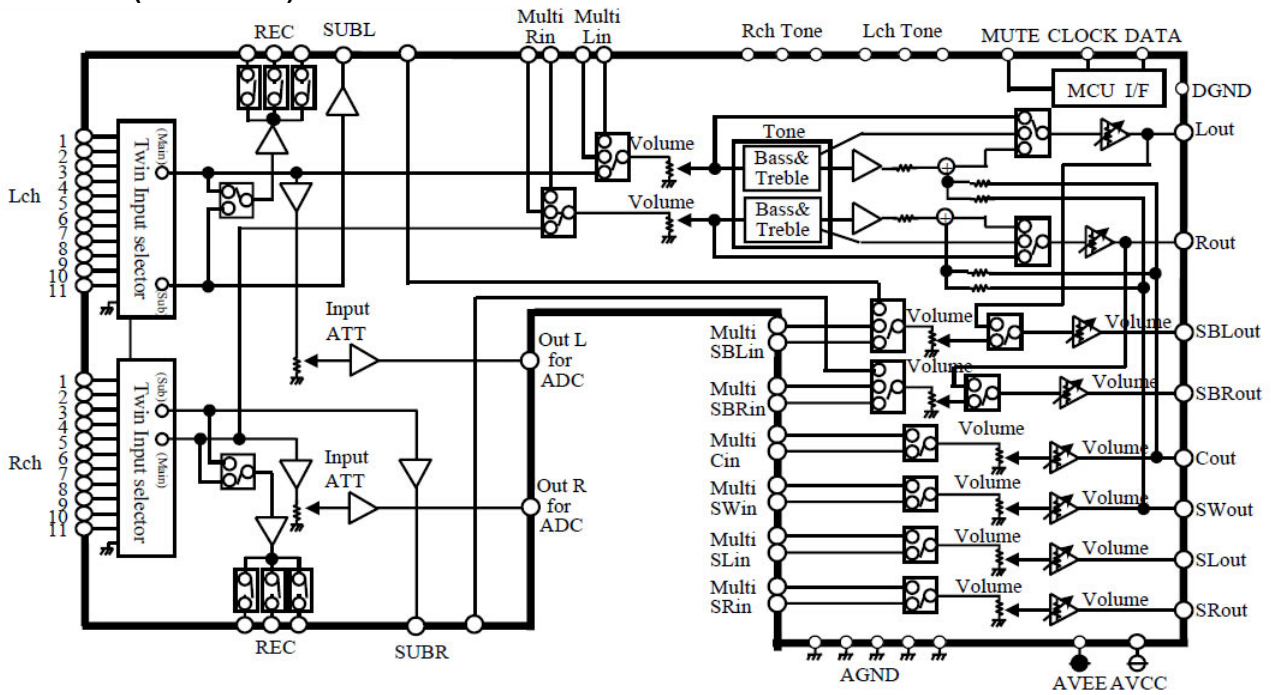 REC
SUBL
Multi
Rin
Multi
Lin
Rch Tone
Lch Tone
MUTE CLOCK DATA
MCU I/F
DGND
Lch
1
2
3
4
5
6
7
8
9
10
11
(Main)
Twin Input selector
(Sub)
Volume
Volume
Tone
Bass&
Treble
Bass&
Treble
Lout
Rout
Input
ATT
Out L
for
ADC
Rch
1
2
3
4
5
6
7
8
9
10
11
(Sub)
Twin Input selector
(Main)
Input
ATT
Out R
for
ADC
REC
SUBR
Multi
SBLin
Volume
Volume
SBLout
Multi
SBRin
Volume
Volume
SBRout
Multi
Cin
Volume
Volume
Cout
Multi
SWin
Volume
Volume
SWout
Multi
SLin
Volume
Volume
SLout
Multi
SRin
Volume
Volume
SRout
AGND
AVEE AVCC